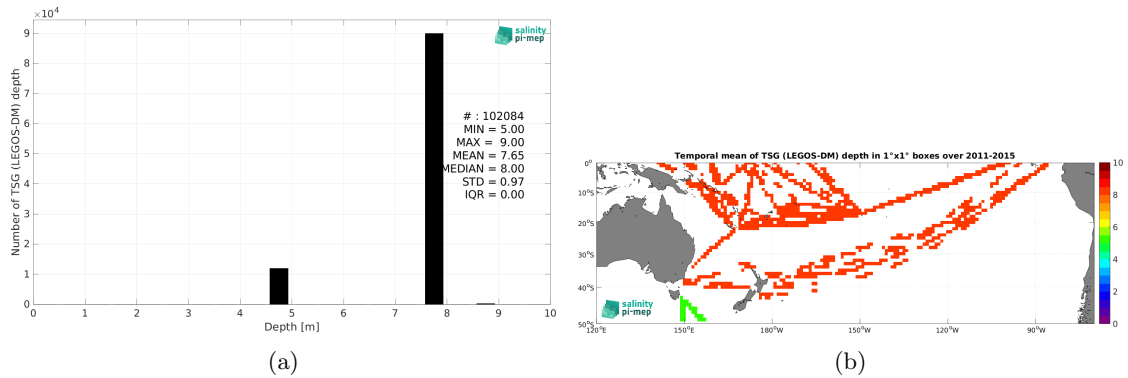 ×10⁴
9
8
7
6
5
4
3
2
1
0
Number of TSG (LEGOS-DM) depth
salinity
pi-mep
# : 102084
MIN = 5.00
MAX = 9.00
MEAN = 7.65
MEDIAN = 8.00
STD = 0.97
IQR = 0.00
0 1 2 3 4 5 6 7 8 9 10
Depth [m]
(a)
Temporal mean of TSG (LEGOS-DM) depth in 1°x1° boxes over 2011-2015
0°
10°S
20°S
30°S
40°S
50°S
salinity
pi-mep
120°E 150°E 180°W 150°W 120°W 90°W
10
8
6
4
2
0
(b)